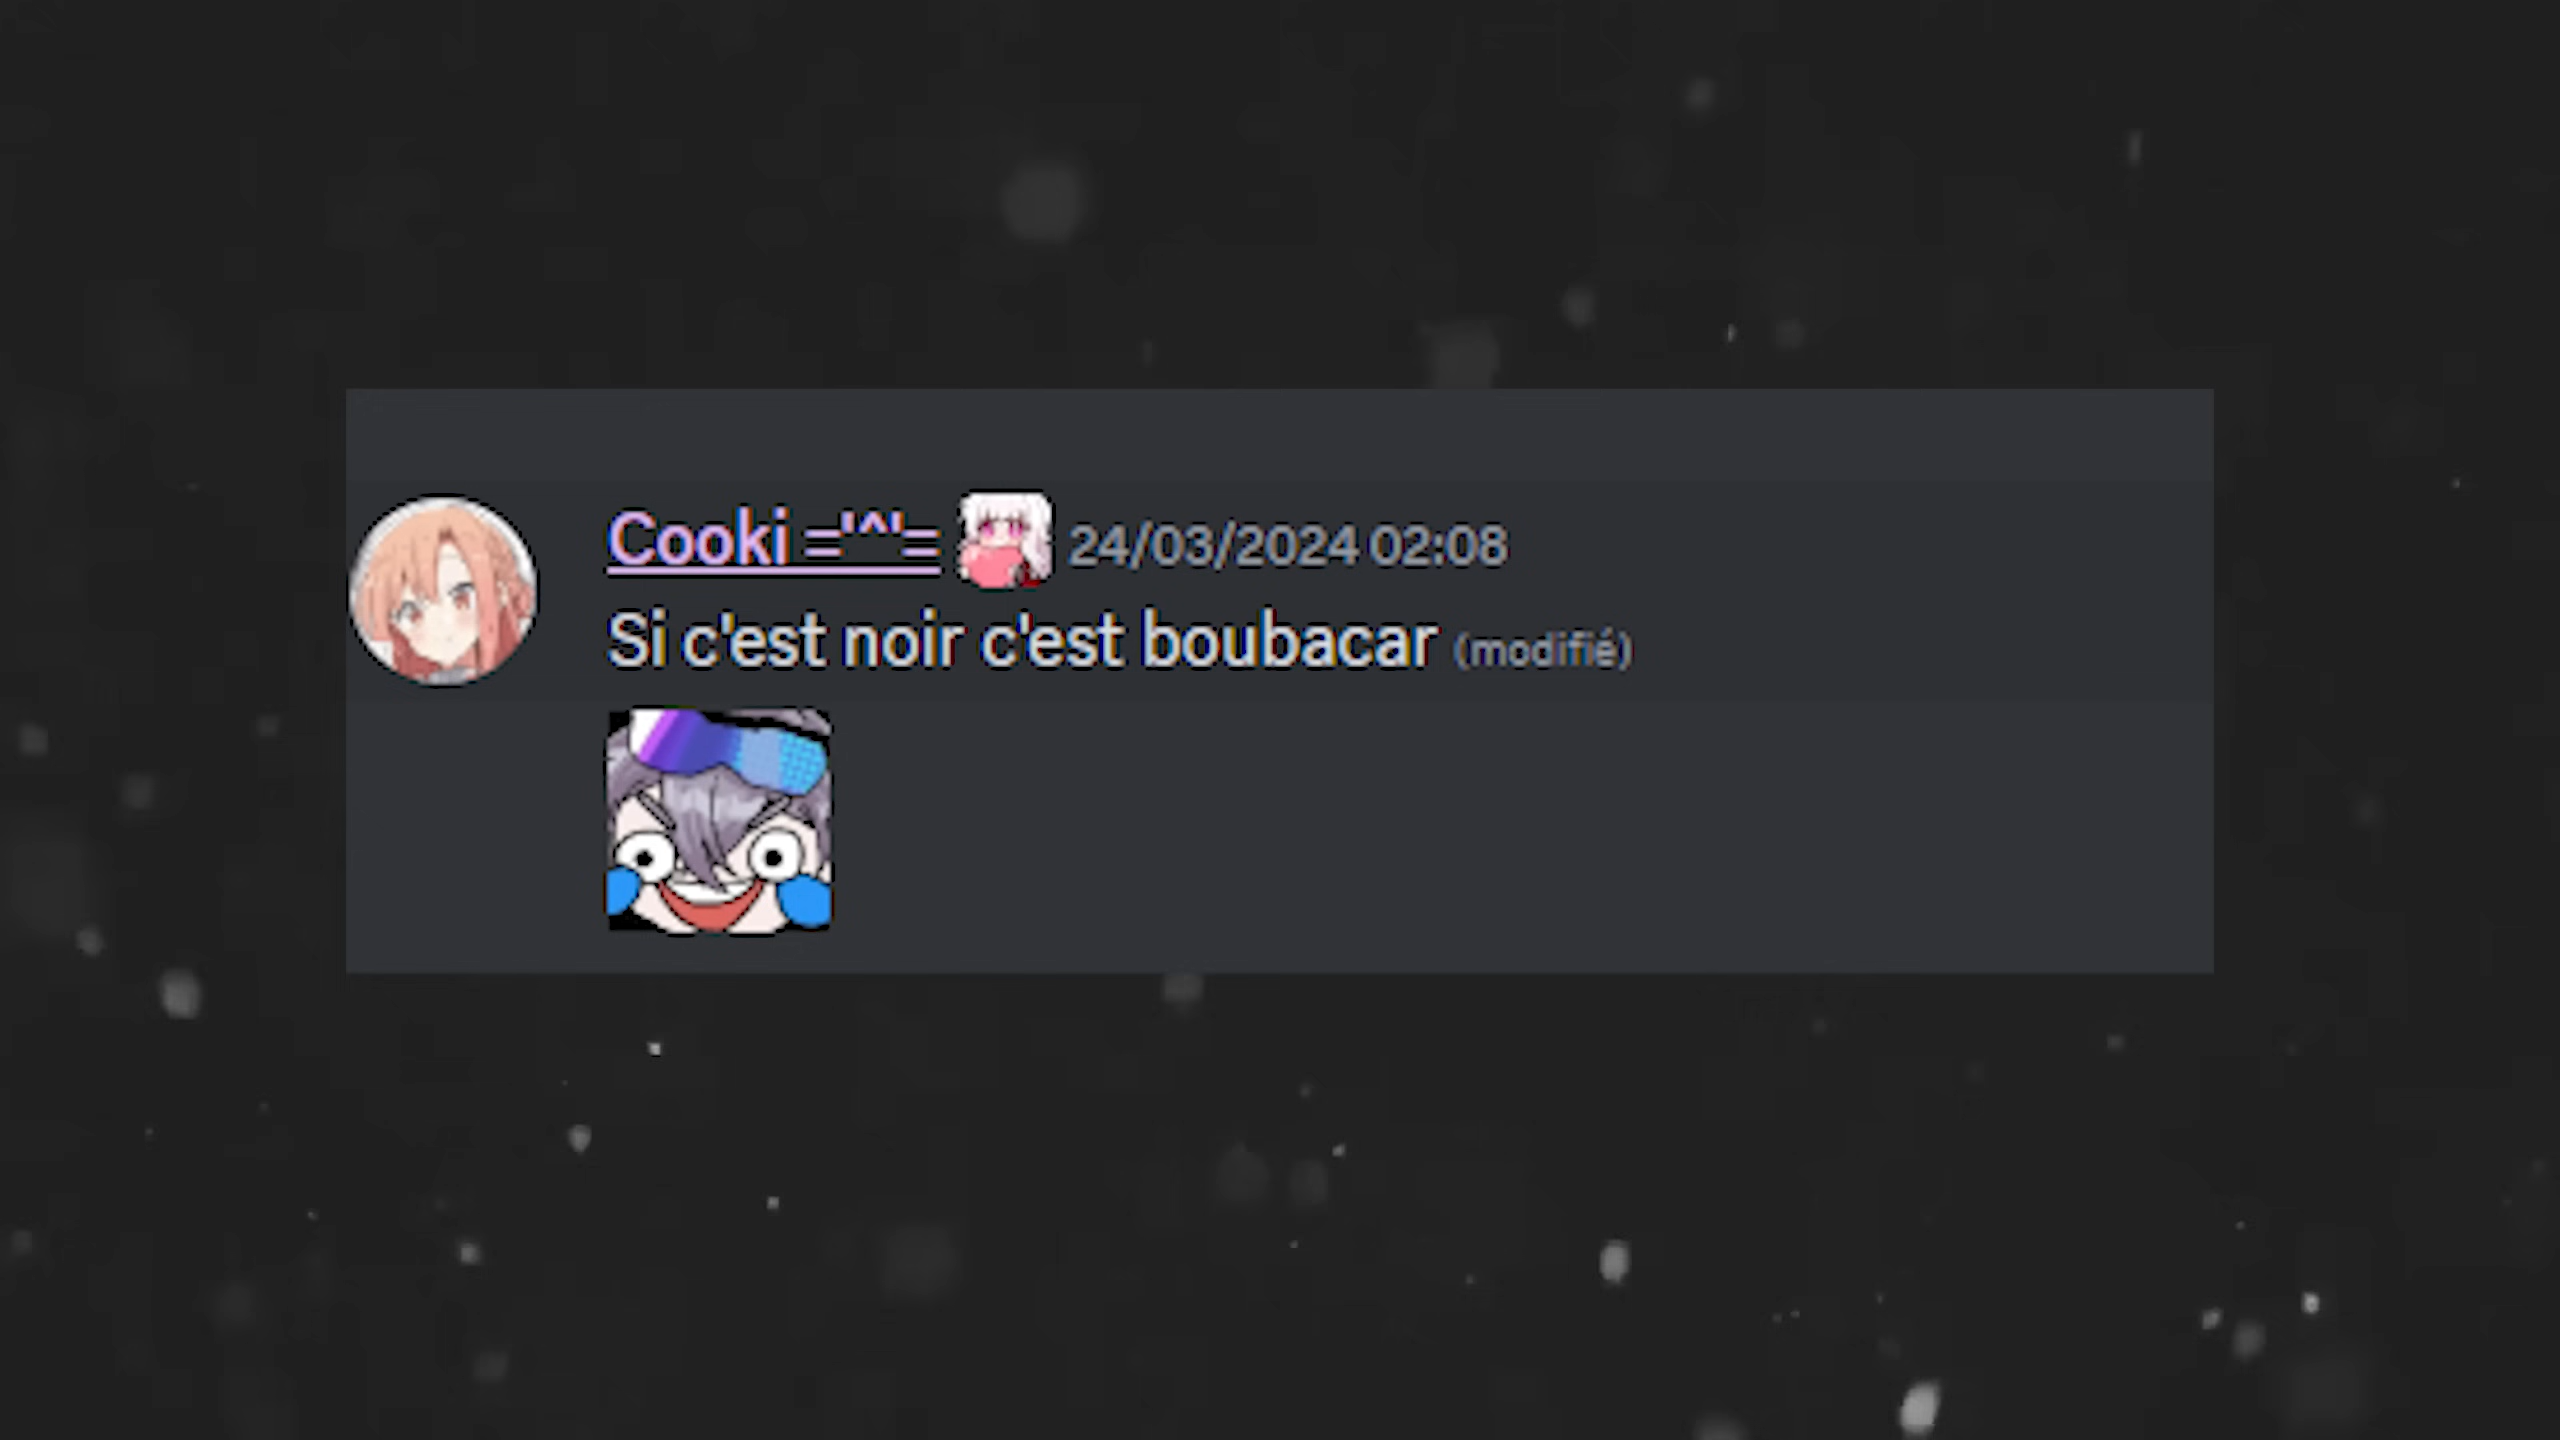 Cooki ='^'= 24/03/2024 02:08
Si c'est noir c'est boubacar (modifié)